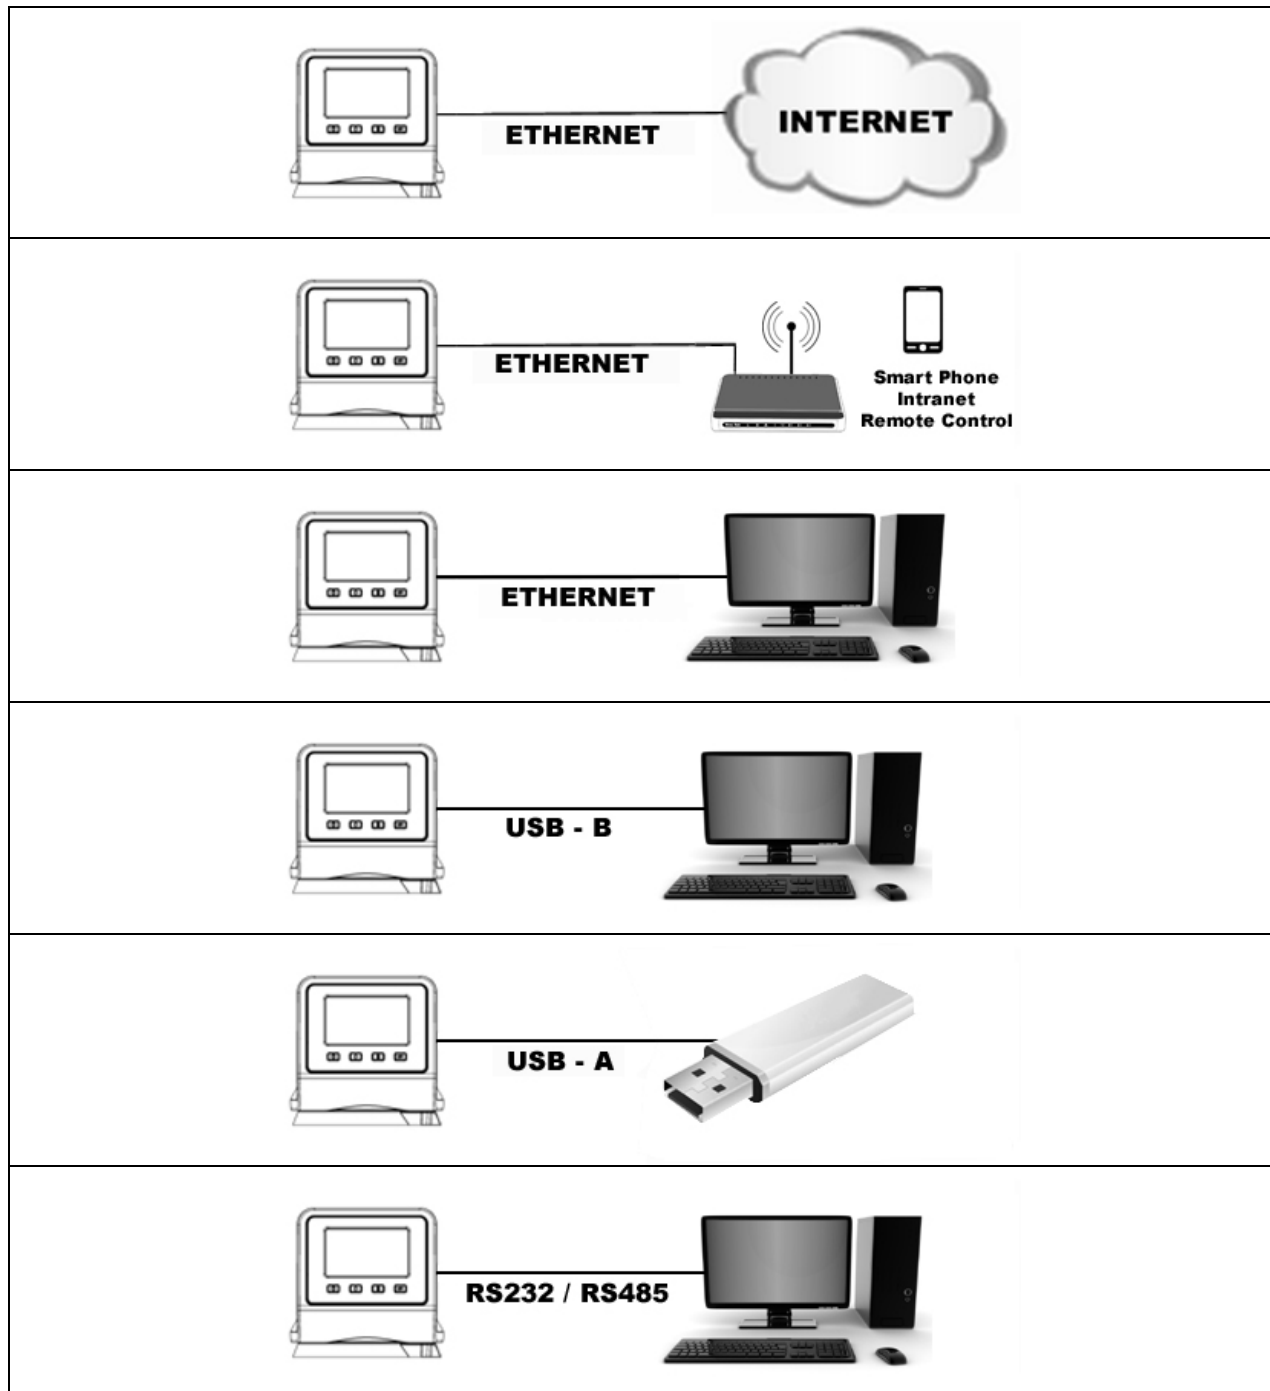 ETHERNET
INTERNET
ETHERNET
Smart Phone
Intranet
Remote Control
ETHERNET
USB - B
USB - A
RS232 / RS485